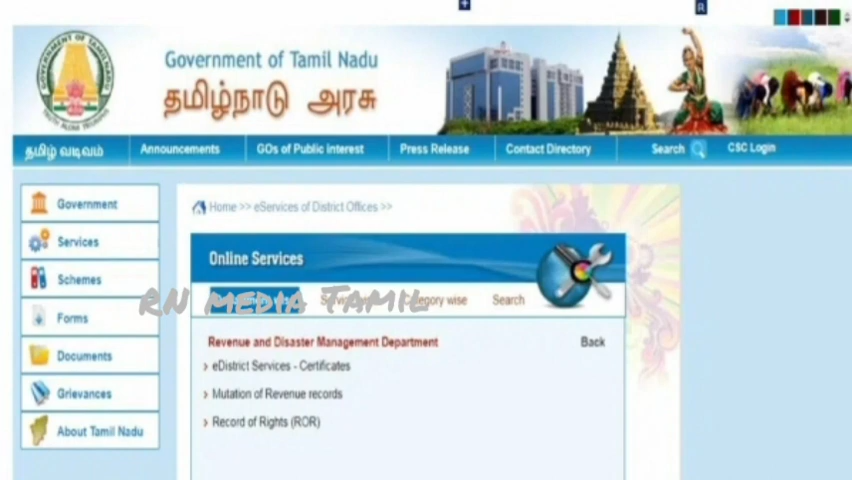 Government of Tamil Nadu
தமிழ்நாடு அரசு
தமிழ் வடிவம் Announcements GOs of Public interest Press Release Contact Directory Search CSC Login
Government
Services
Schemes
Forms
Documents
Grievances
About Tamil Nadu
Home >> eServices of District Offices >>
Online Services
Category wise Search
RN MEDIA TAMIL
Revenue and Disaster Management Department Back
eDistrict Services - Certificates
Mutation of Revenue records
Record of Rights (ROR)